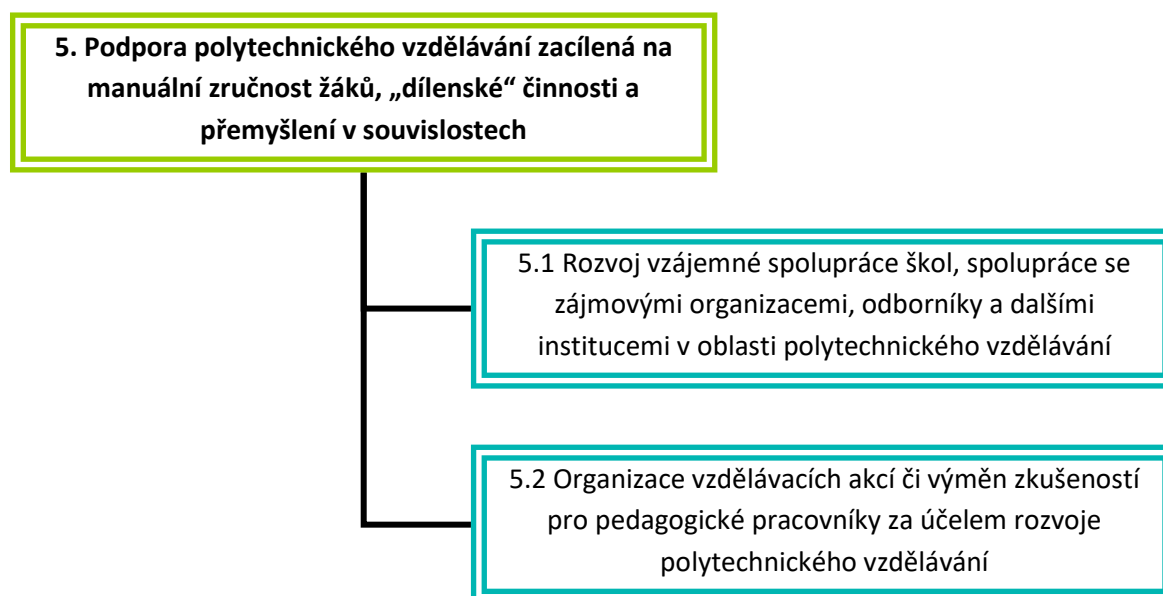 5. Podpora polytechnického vzdělávání zacílená na
manuální zručnost žáků, „dílenské“ činnosti a
přemyšlení v souvislostech
5.1 Rozvoj vzájemné spolupráce škol, spolupráce se
zájmovými organizacemi, odborníky a dalšími
institucemi v oblasti polytechnického vzdělávání
5.2 Organizace vzdělávacích akcí či výměn zkušeností
pro pedagogické pracovníky za účelem rozvoje
polytechnického vzdělávání